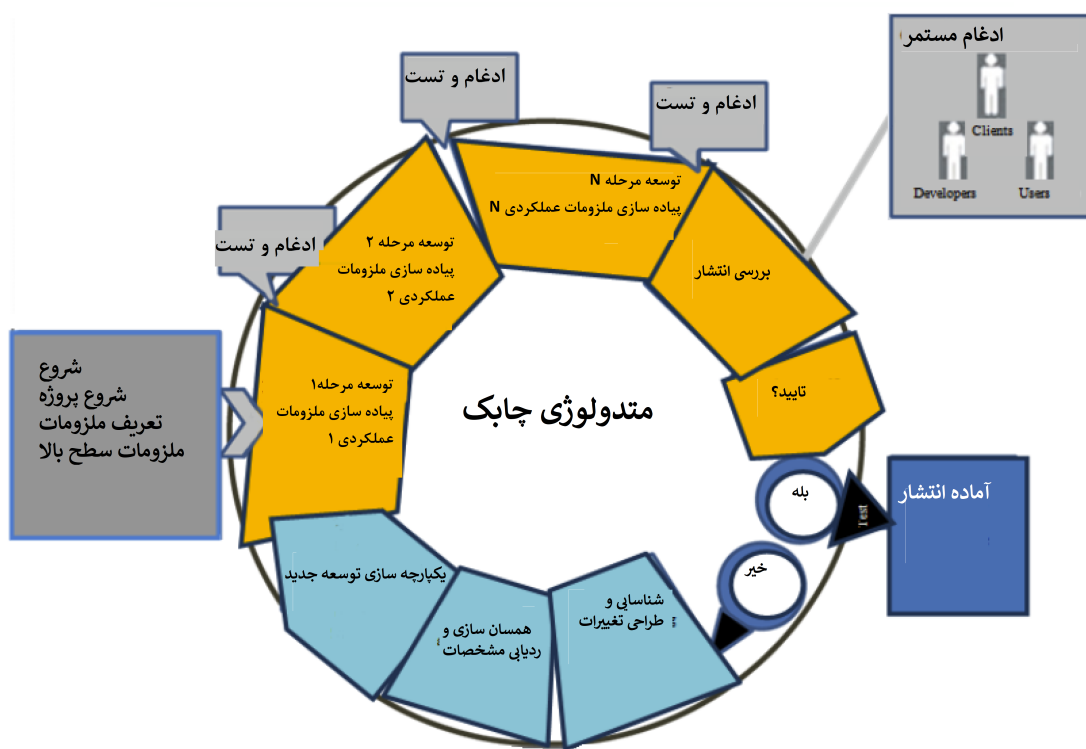 ادغام مستمر
Clients
Developers
Users
ادغام و تست
ادغام و تست
ادغام و تست
توسعه مرحله N
پیاده سازی ملزومات عملکردی N
توسعه مرحله ۲
پیاده سازی ملزومات
عملکردی ۲
بررسی انتشار
شروع
شروع پروژه
تعریف ملزومات
ملزومات سطح بالا
توسعه مرحله۱
پیاده سازی ملزومات
عملکردی ۱
متدولوژی چابک
تایید؟
بله
Test
آماده انتشار
خیر
شناسایی و
طراحی تغییرات
همسان سازی و
ردیابی مشخصات
یکپارچه سازی توسعه جدید